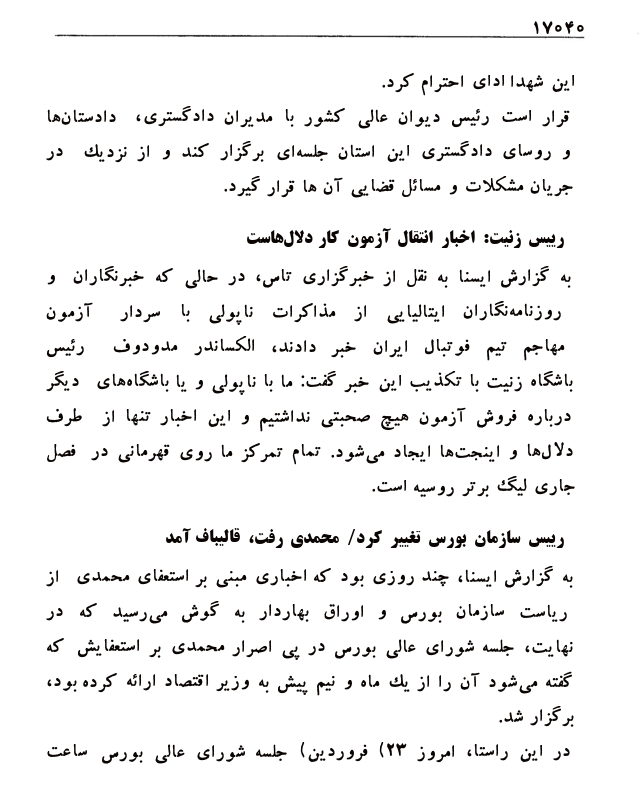 ۱۷۰۴۰
این شهدا ادای احترام کرد.
قرار است رئیس دیوان عالی کشور با مدیران دادگستری، دادستان‌ها
و روسای دادگستری این استان جلسه‌ای برگزار کند و از نزدیک در
جریان مشکلات و مسائل قضایی آن ها قرار گیرد.
رییس زنیت: اخبار انتقال آزمون کار دلال‌هاست
به گزارش ایسنا به نقل از خبرگزاری تاس، در حالی که خبرنگاران و
روزنامه‌نگاران ایتالیایی از مذاکرات ناپولی با سردار آزمون
مهاجم تیم فوتبال ایران خبر دادند، الکساندر مدودوف رئیس
باشگاه زنیت با تکذیب این خبر گفت: ما با ناپولی و یا باشگاه‌های دیگر
درباره فروش آزمون هیچ صحبتی نداشتیم و این اخبار تنها از طرف
دلال‌ها و اینجت‌ها ایجاد می‌شود. تمام تمرکز ما روی قهرمانی در فصل
جاری لیگ برتر روسیه است.
رییس سازمان بورس تغییر کرد/ محمدی رفت، قالیباف آمد
به گزارش ایسنا، چند روزی بود که اخباری مبنی بر استعفای محمدی از
ریاست سازمان بورس و اوراق بهاردار به گوش می‌رسید که در
نهایت، جلسه شورای عالی بورس در پی اصرار محمدی بر استعفایش که
گفته می‌شود آن را از یک ماه و نیم پیش به وزیر اقتصاد ارائه کرده بود،
برگزار شد.
در این راستا، امروز ۲۳) فروردین) جلسه شورای عالی بورس ساعت